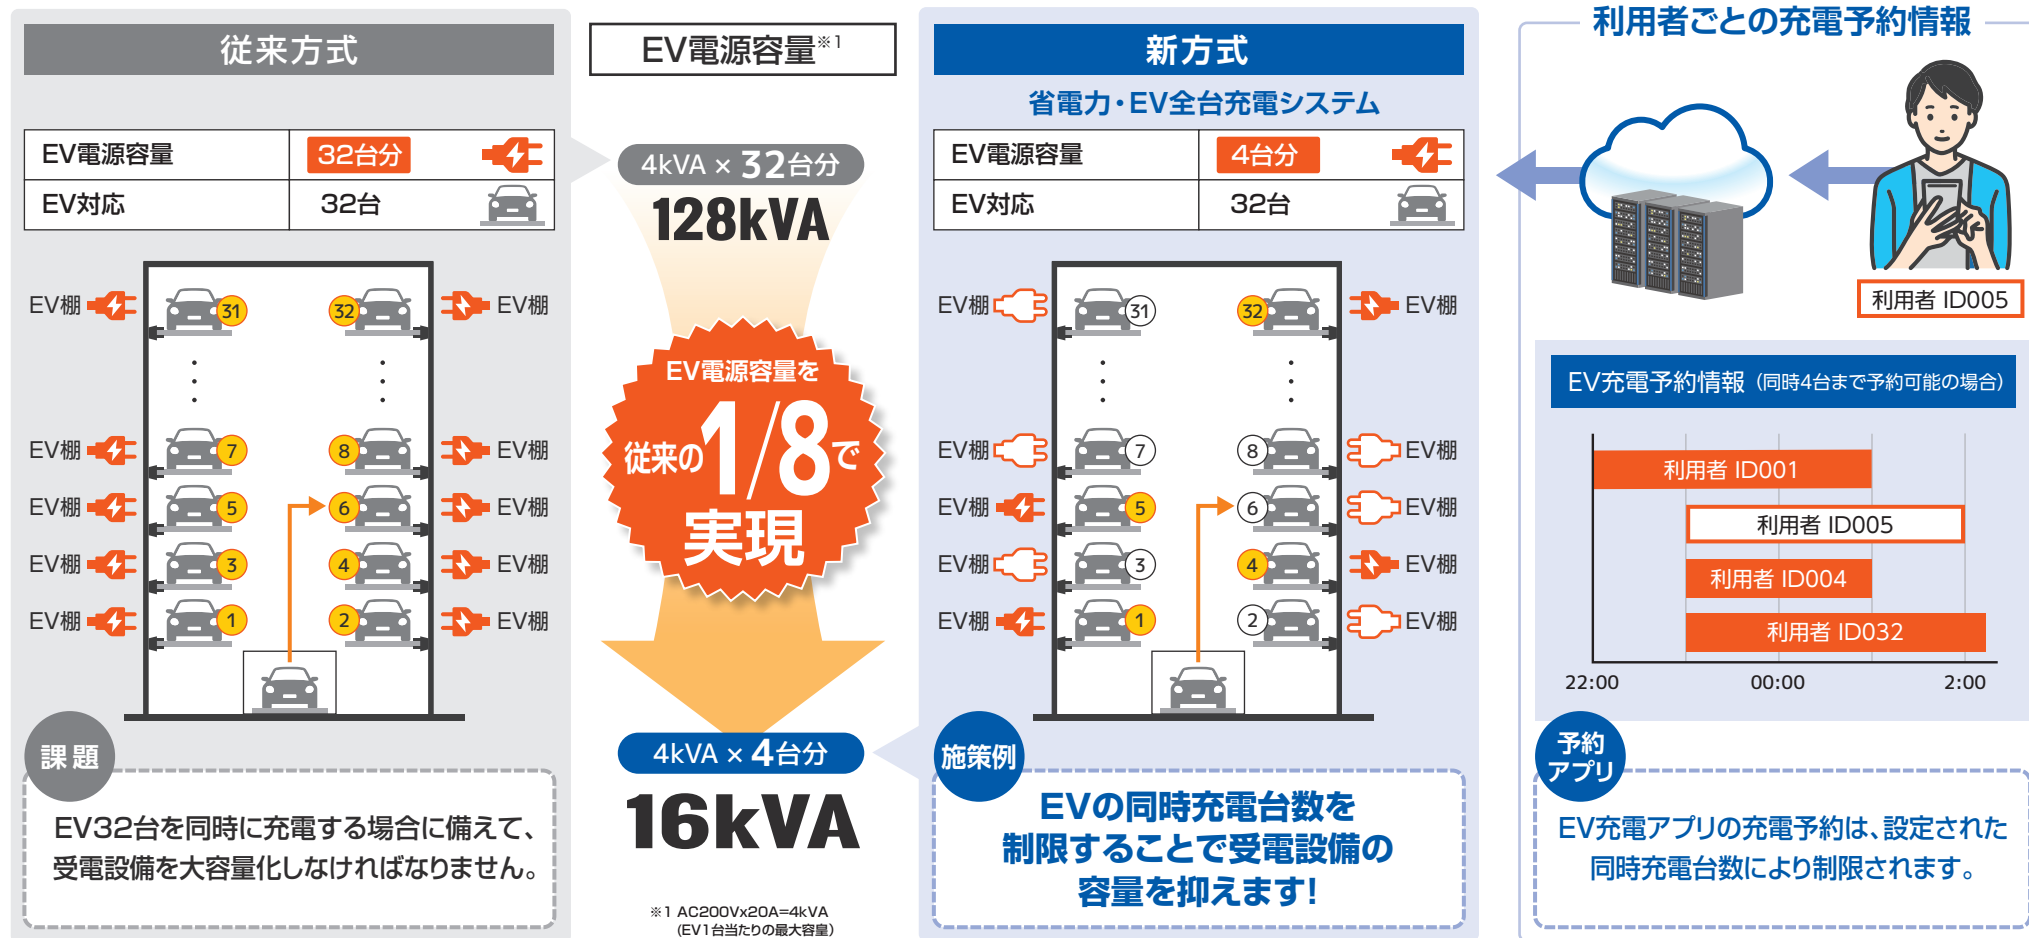 従来方式
EV電源容量 32台分
EV対応 32台
EV棚 31 32 EV棚
EV棚 7 8 EV棚
EV棚 5 6 EV棚
EV棚 3 4 EV棚
EV棚 1 2 EV棚
課題
EV32台を同時に充電する場合に備えて、
受電設備を大容量化しなければなりません。
EV電源容量※1
4kVA × 32台分
128kVA
EV電源容量を
従来の1/8で
実現
4kVA × 4台分
16kVA
※1 AC200Vx20A=4kVA
(EV1台当たりの最大容量)
新方式
省電力・EV全台充電システム
EV電源容量 4台分
EV対応 32台
EV棚 31 32 EV棚
EV棚 7 8 EV棚
EV棚 5 6 EV棚
EV棚 3 4 EV棚
EV棚 1 2 EV棚
施策例
EVの同時充電台数を
制限することで受電設備の
容量を抑えます!
利用者ごとの充電予約情報
利用者 ID005
EV充電予約情報(同時4台まで予約可能の場合)
利用者 ID001
利用者 ID005
利用者 ID004
利用者 ID032
22:00 00:00 2:00
予約
アプリ
EV充電アプリの充電予約は、設定された
同時充電台数により制限されます。